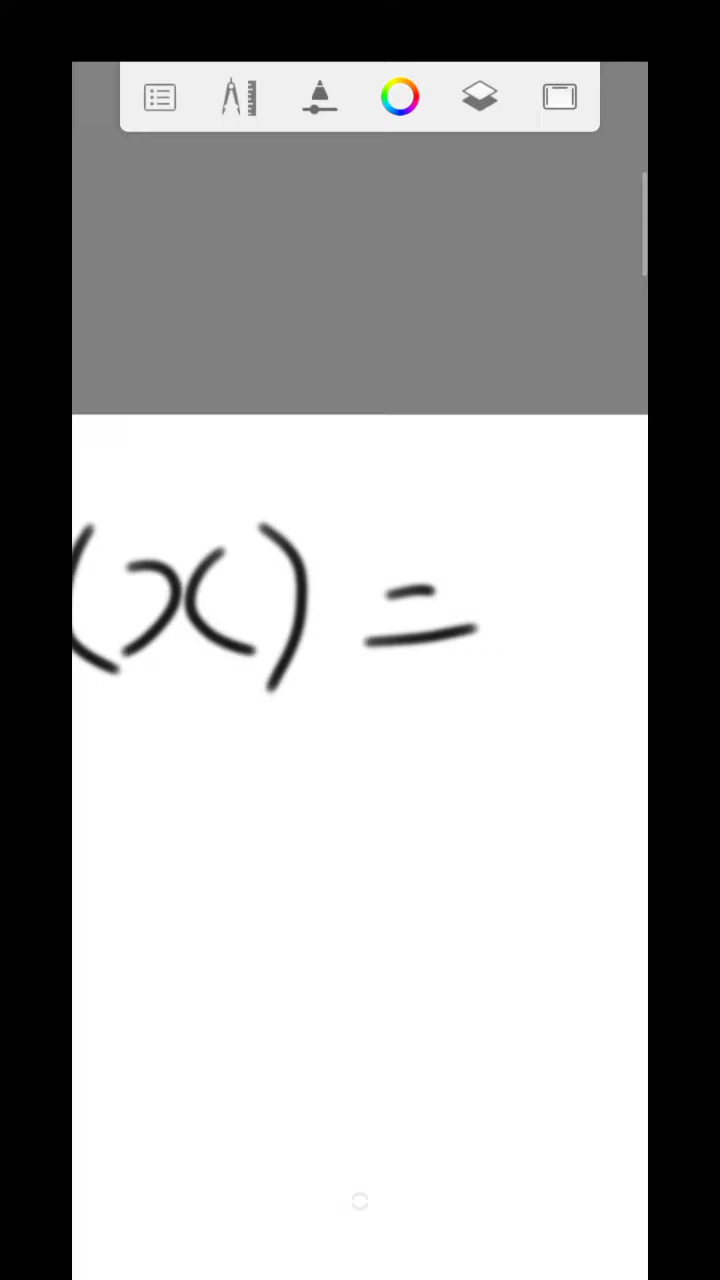 (x) =